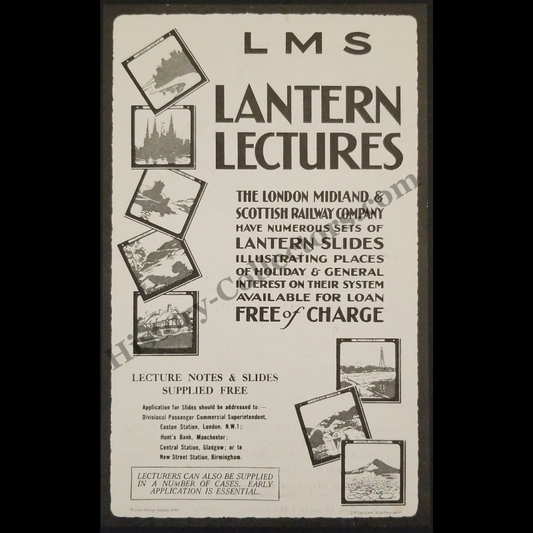 LMS
LANTERN
LECTURES
THE LONDON MIDLAND &
SCOTTISH RAILWAY COMPANY
HAVE NUMEROUS SETS OF
LANTERN SLIDES
ILLUSTRATING PLACES
OF HOLIDAY & GENERAL
INTEREST ON THEIR SYSTEM
AVAILABLE FOR LOAN
FREE of CHARGE
LECTURE NOTES & SLIDES
SUPPLIED FREE
Application for Slides should be addressed to:—
Divisional Passenger Commercial Superintendent,
Euston Station, London, N.W.1;
Hunt's Bank, Manchester;
Central Station, Glasgow; or to
New Street Station, Birmingham.
LECTURERS CAN ALSO BE SUPPLIED
IN A NUMBER OF CASES. EARLY
APPLICATION IS ESSENTIAL.
History-Collectors.com